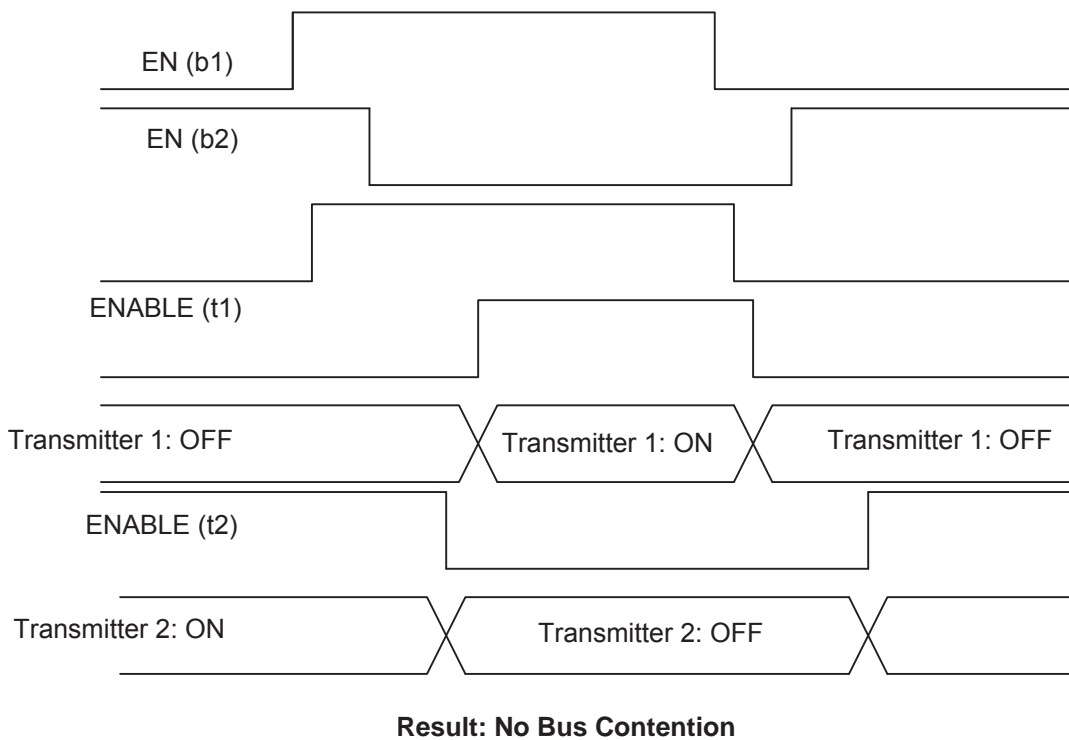 EN (b1)
EN (b2)
ENABLE (t1)
Transmitter 1: OFF
Transmitter 1: ON
Transmitter 1: OFF
ENABLE (t2)
Transmitter 2: ON
Transmitter 2: OFF
Result: No Bus Contention